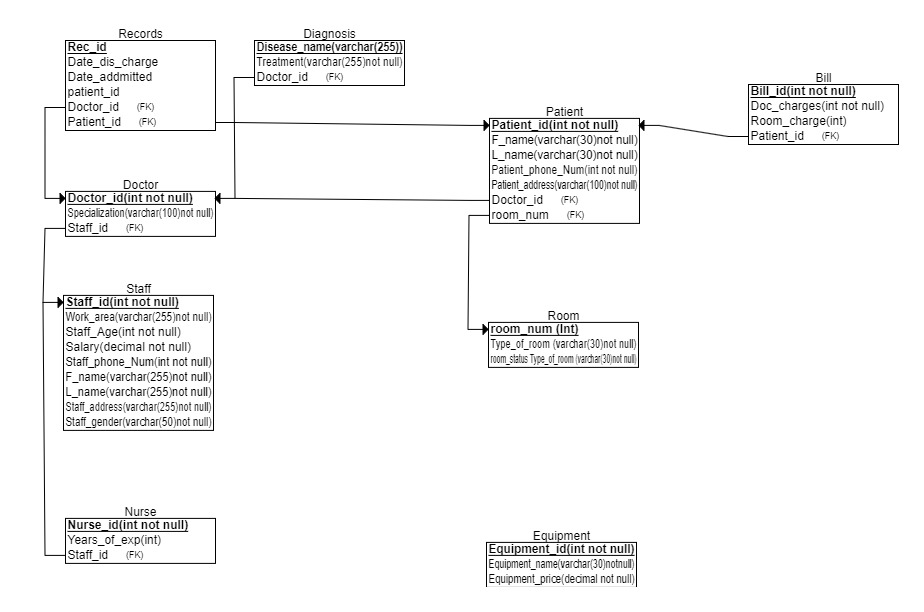 Records
Rec_id
Date_dis_charge
Date_addmitted
patient_id
Doctor_id (FK)
Patient_id (FK)
Diagnosis
Disease_name(varchar(255))
Treatment(varchar(255)not null)
Doctor_id (FK)
Bill
Bill_id(int not null)
Doc_charges(int not null)
Room_charge(int)
Patient_id (FK)
Patient
Patient_id(int not null)
F_name(varchar(30)not null)
L_name(varchar(30)not null)
Patient_phone_Num(int not null)
Patient_address(varchar(100)not null)
Doctor_id (FK)
room_num (FK)
Doctor
Doctor_id(int not null)
Specialization(varchar(100)not null)
Staff_id (FK)
Staff
Staff_id(int not null)
Work_area(varchar(255)not null)
Staff_Age(int not null)
Salary(decimal not null)
Staff_phone_Num(int not null)
F_name(varchar(255)not null)
L_name(varchar(255)not null)
Staff_address(varchar(255)not null)
Staff_gender(varchar(50)not null)
Room
room_num (Int)
Type_of_room (varchar(30)not null)
room_status Type_of_room (varchar(30)not null)
Nurse
Nurse_id(int not null)
Years_of_exp(int)
Staff_id (FK)
Equipment
Equipment_id(int not null)
Equipment_name(varchar(30)notnull)
Equipment_price(decimal not null)